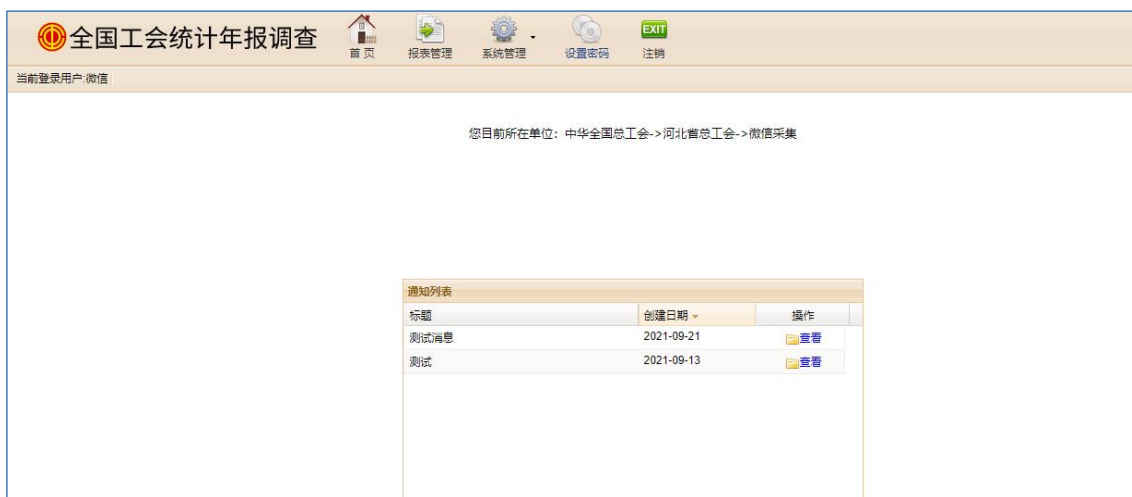 全国工会统计年报调查
首页 报表管理 系统管理 设置密码 EXIT 注销
当前登录用户:微信
您目前所在单位：中华全国总工会->河北省总工会->微信采集
通知列表
标题 创建日期 操作
测试消息 2021-09-21 查看
测试 2021-09-13 查看